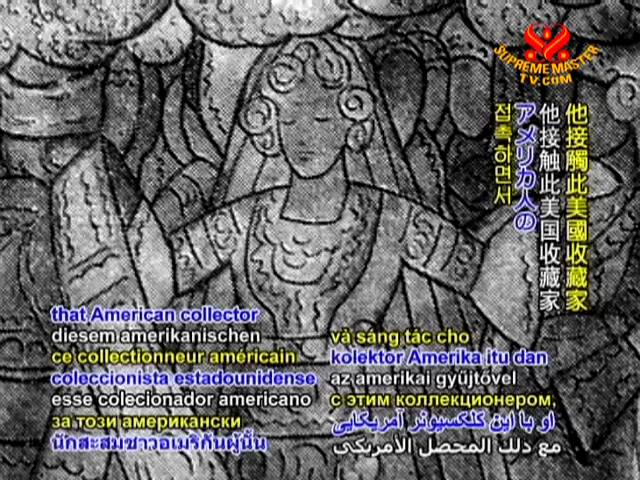 SUPREME MASTER
TV.COM
他接觸此美國收藏家
他接触此美国收藏家
アメリカ人の
접촉하면서
that American collector
diesem amerikanischen
ce collectionneur américain
coleccionista estadounidense
esse colecionador americano
за този американски
นักสะสมชาวอเมริกันผู้นั้น
và sáng tác cho
kolektor Amerika itu dan
az amerikai gyűjtővel
с этим коллекционером,
او با این کلکسیونر آمریکایی
مع ذلك المحصل الأمريكي